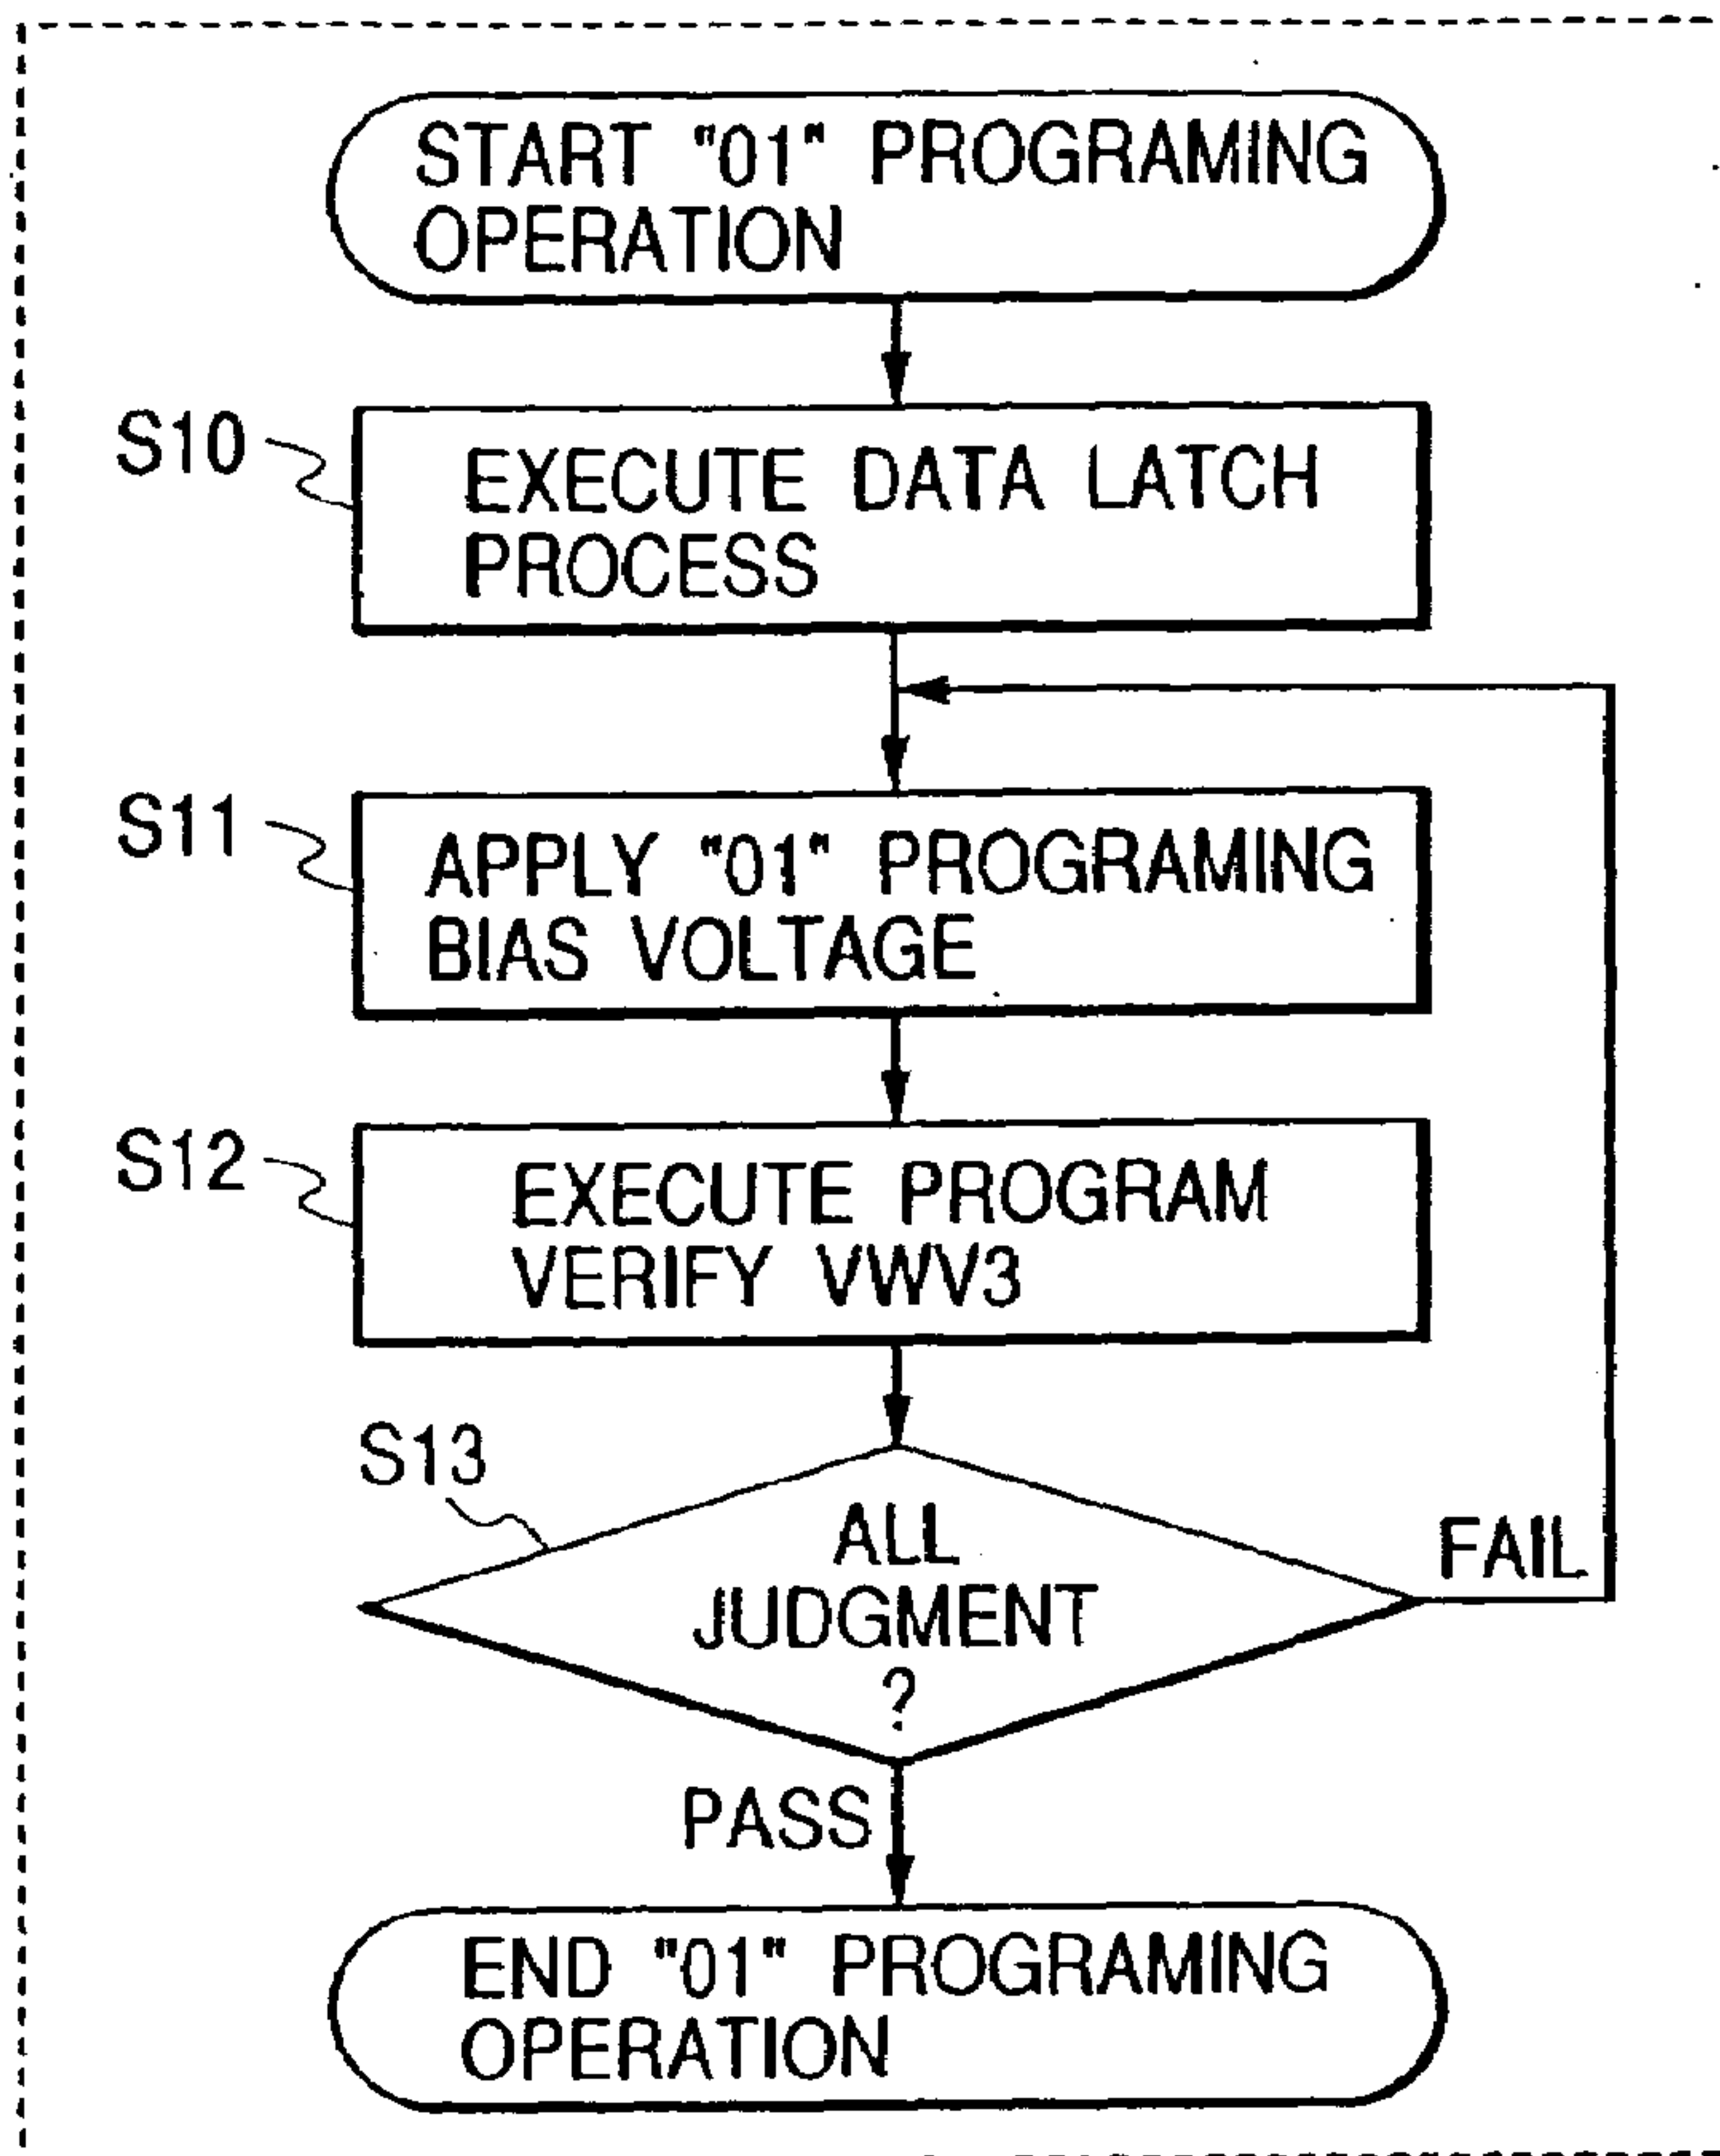 START "01" PROGRAMING
OPERATION
S10
EXECUTE DATA LATCH
PROCESS
S11
APPLY "01" PROGRAMING
BIAS VOLTAGE
S12
EXECUTE PROGRAM
VERIFY VWV3
S13
ALL
JUDGMENT
?
FAIL
PASS
END "01" PROGRAMING
OPERATION